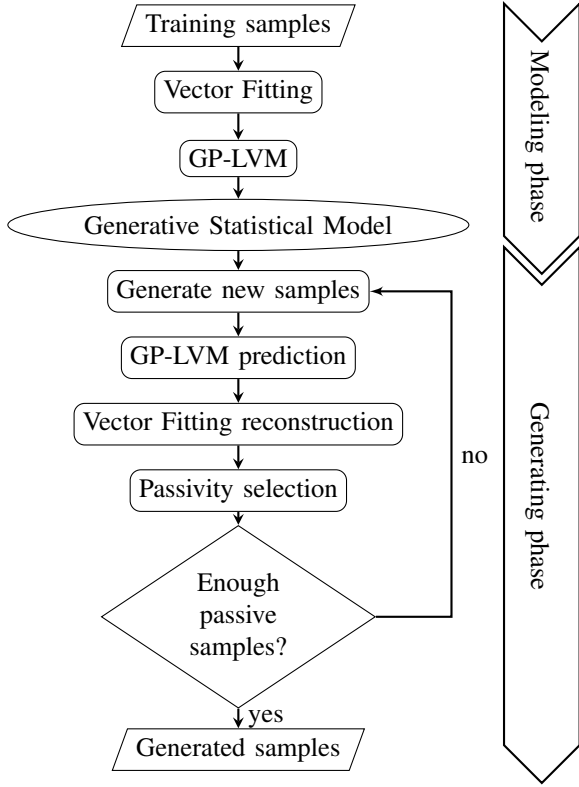 Training samples
Vector Fitting
GP-LVM
Generative Statistical Model
Generate new samples
GP-LVM prediction
Vector Fitting reconstruction
Passivity selection
Enough
passive
samples?
no
yes
Generated samples
Modeling phase
Generating phase